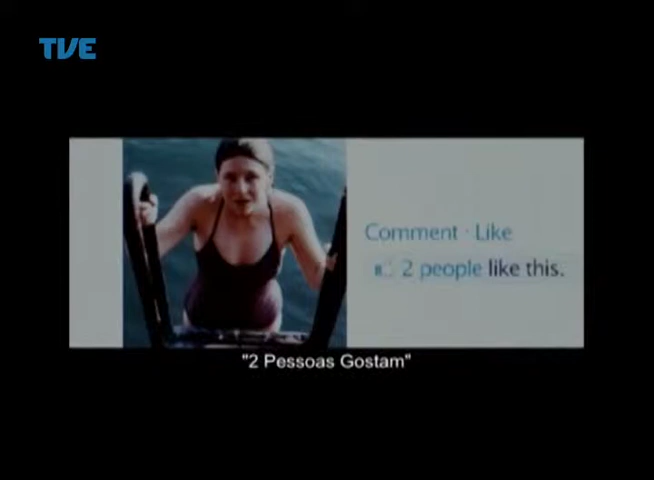 TVE
Comment · Like
2 people like this.
"2 Pessoas Gostam"